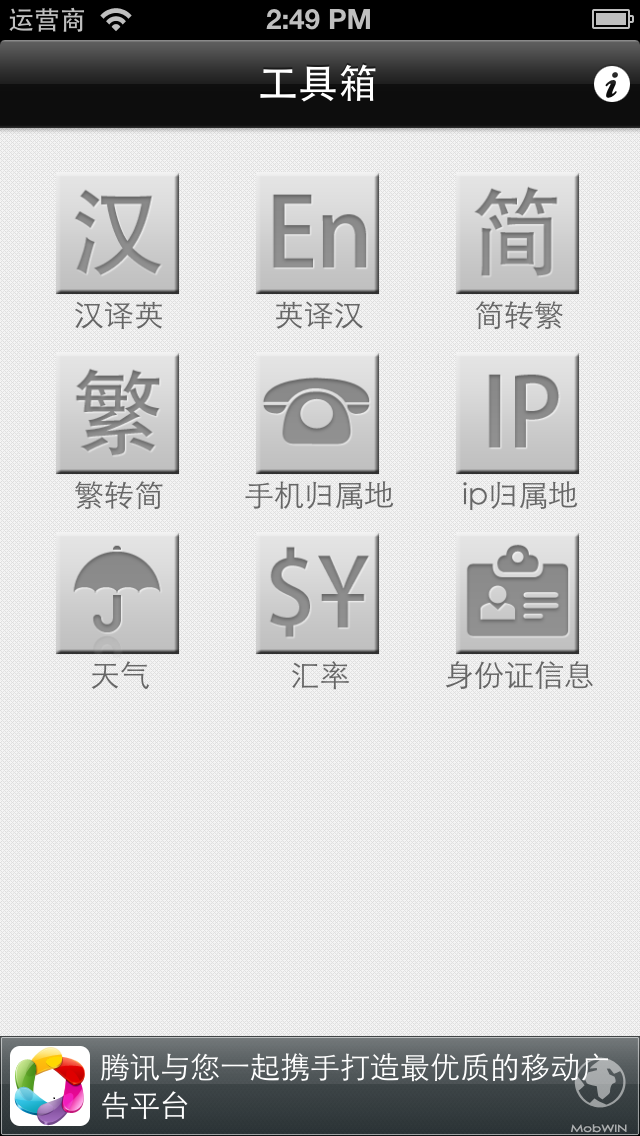 运营商 2:49 PM
工具箱 i
汉 En 简
汉译英 英译汉 简转繁
繁 IP
繁转简 手机归属地 ip归属地
$¥
天气 汇率 身份证信息
腾讯与您一起携手打造最优质的移动广
告平台
MobWIN